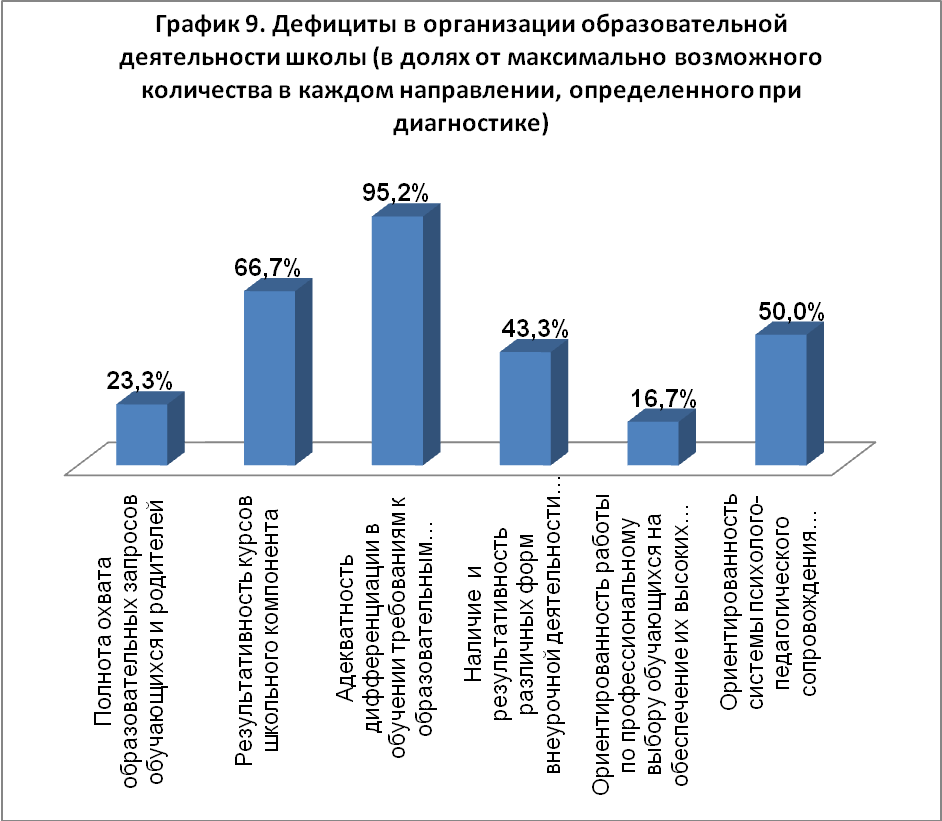 График 9. Дефициты в организации образовательной
деятельности школы (в долях от максимально возможного
количества в каждом направлении, определенного при
диагностике)
23,3%
66,7%
95,2%
43,3%
16,7%
50,0%
Полнота охвата
образовательных запросов
обучающихся и родителей
Результативность курсов
школьного компонента
Адекватность
дифференциации в
обучении требованиям к
образовательным...
Наличие и
результативность
различных форм
внеурочной деятельности...
Ориентированность работы
по профессиональному
выбору обучающихся на
обеспечение их высоких...
Ориентированность
системы психолого-
педагогического
сопровождения...